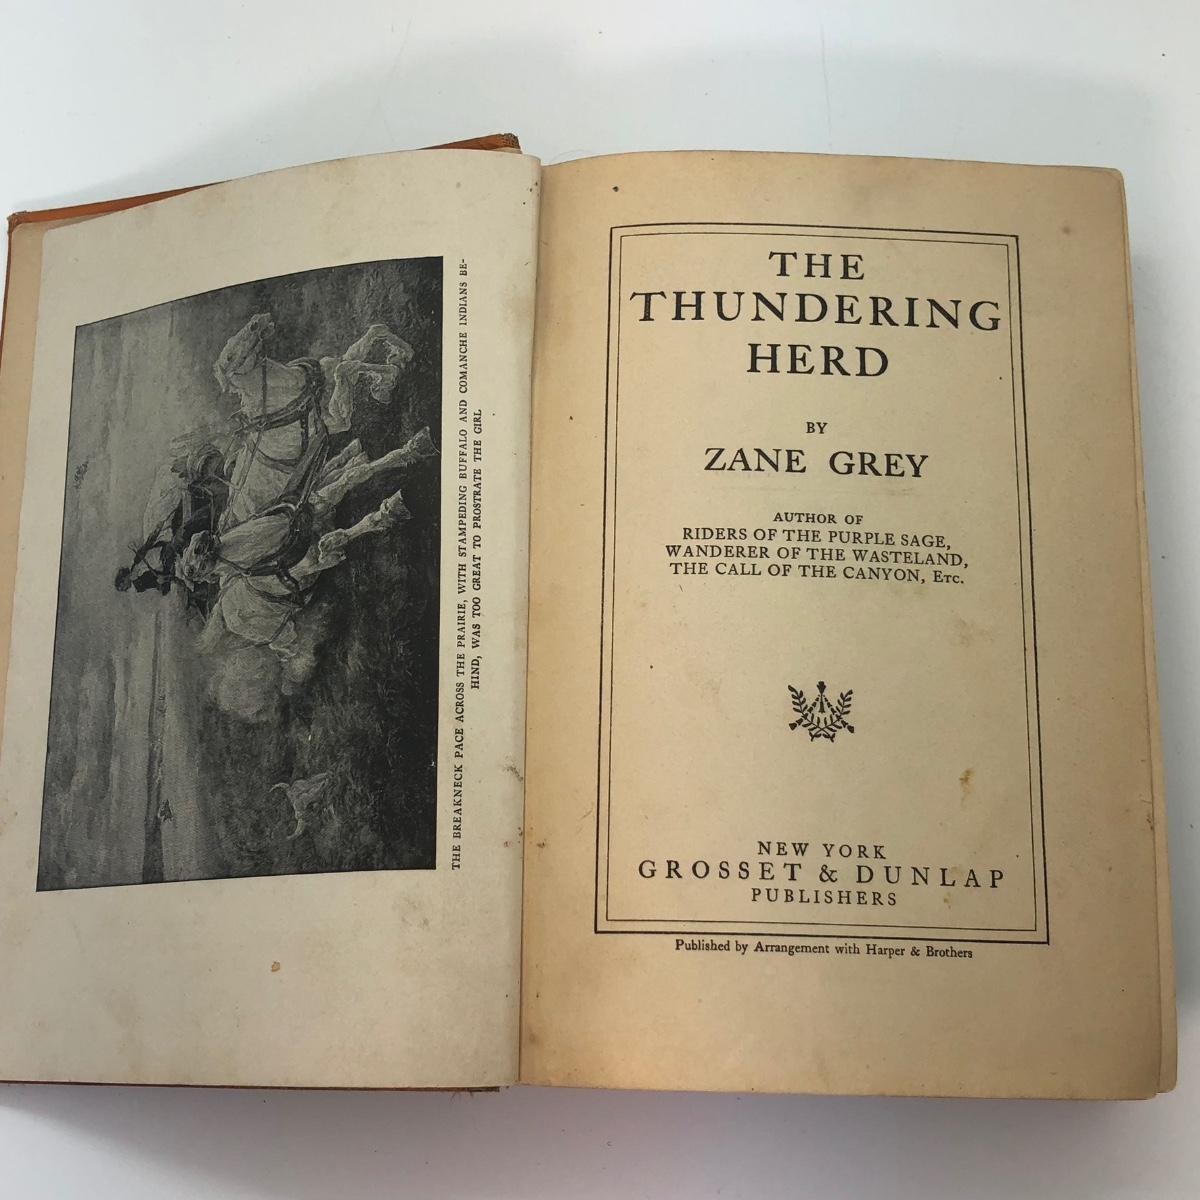 THE BREAKNECK PACE ACROSS THE PRAIRIE, WITH STAMPEDING BUFFALO AND COMANCHE INDIANS BE-
HIND, WAS TOO GREAT TO PROSTRATE THE GIRL
THE
THUNDERING
HERD
BY
ZANE GREY
AUTHOR OF
RIDERS OF THE PURPLE SAGE,
WANDERER OF THE WASTELAND,
THE CALL OF THE CANYON, ETC.
NEW YORK
GROSSET & DUNLAP
PUBLISHERS
Published by Arrangement with Harper & Brothers